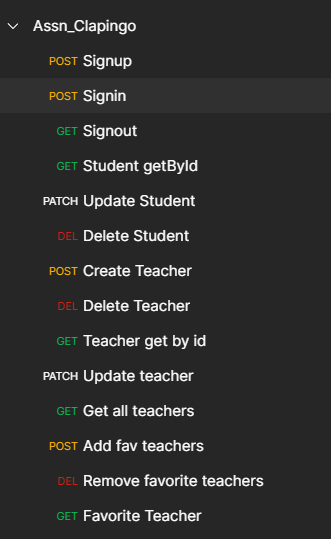 Assn_Clapingo
POST Signup
POST Signin
GET Signout
GET Student getById
PATCH Update Student
DEL Delete Student
POST Create Teacher
DEL Delete Teacher
GET Teacher get by id
PATCH Update teacher
GET Get all teachers
POST Add fav teachers
DEL Remove favorite teachers
GET Favorite Teacher